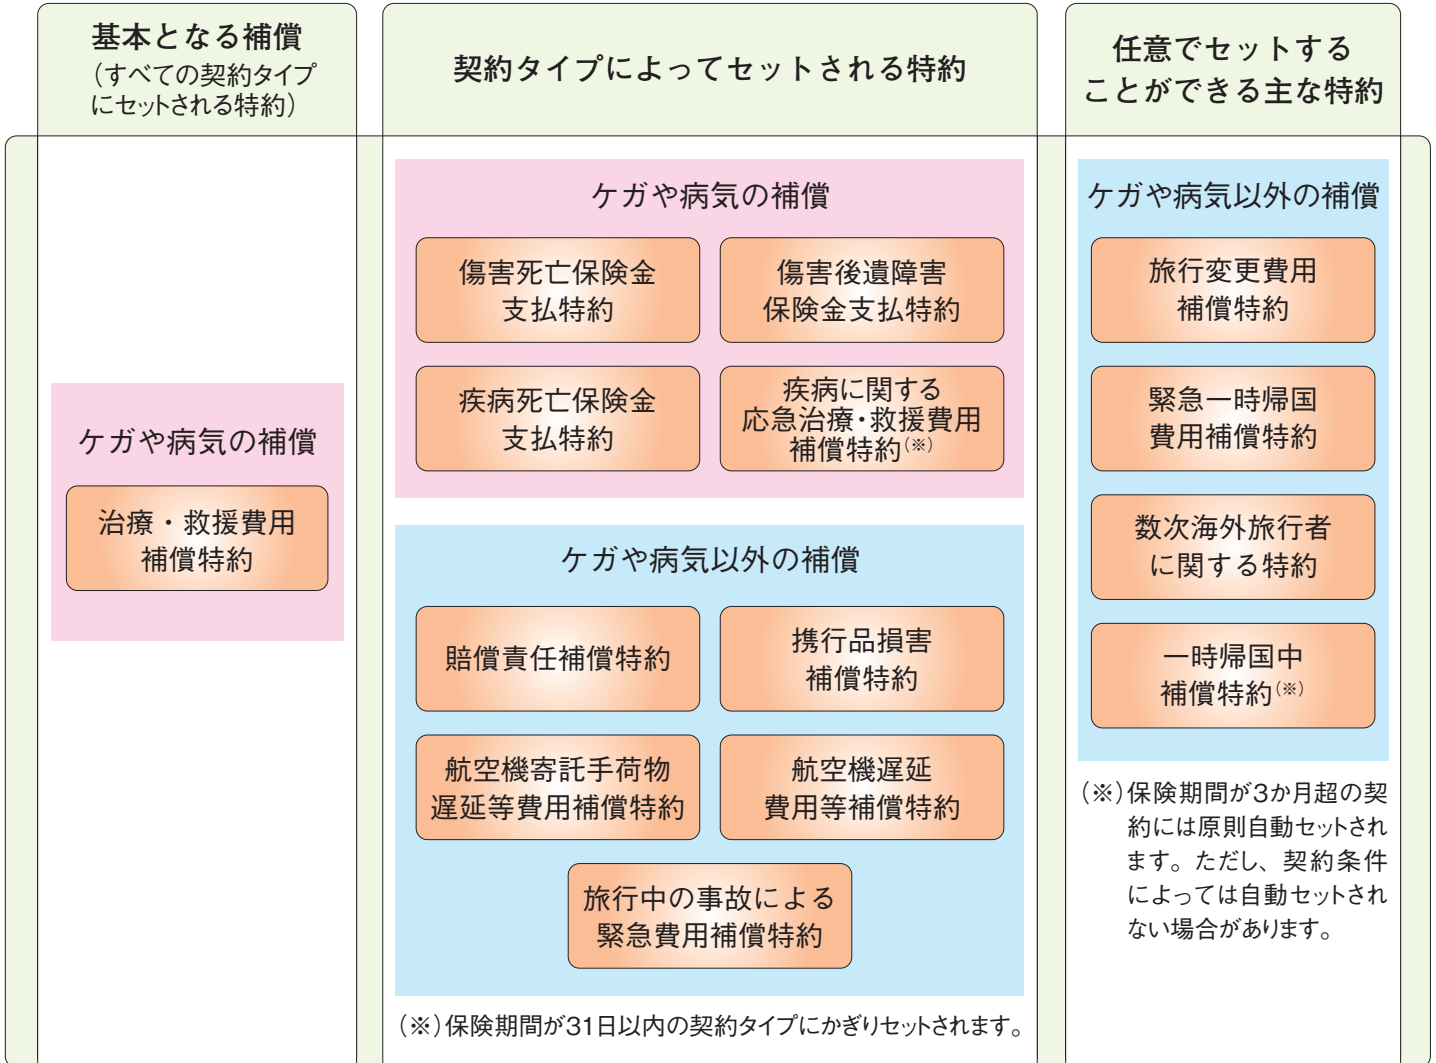 基本となる補償
（すべての契約タイプ
にセットされる特約）
ケガや病気の補償
治療・救援費用
補償特約
契約タイプによってセットされる特約
ケガや病気の補償
傷害死亡保険金
支払特約
傷害後遺障害
保険金支払特約
疾病死亡保険金
支払特約
疾病に関する
応急治療・救援費用
補償特約(※)
ケガや病気以外の補償
賠償責任補償特約
携行品損害
補償特約
航空機寄託手荷物
遅延等費用補償特約
航空機遅延
費用等補償特約
旅行中の事故による
緊急費用補償特約
（※）保険期間が31日以内の契約タイプにかぎりセットされます。
任意でセットする
ことができる主な特約
ケガや病気以外の補償
旅行変更費用
補償特約
緊急一時帰国
費用補償特約
数次海外旅行者
に関する特約
一時帰国中
補償特約(※)
（※）保険期間が3か月超の契
約には原則自動セットされ
ます。ただし、契約条件
によっては自動セットされ
ない場合があります。